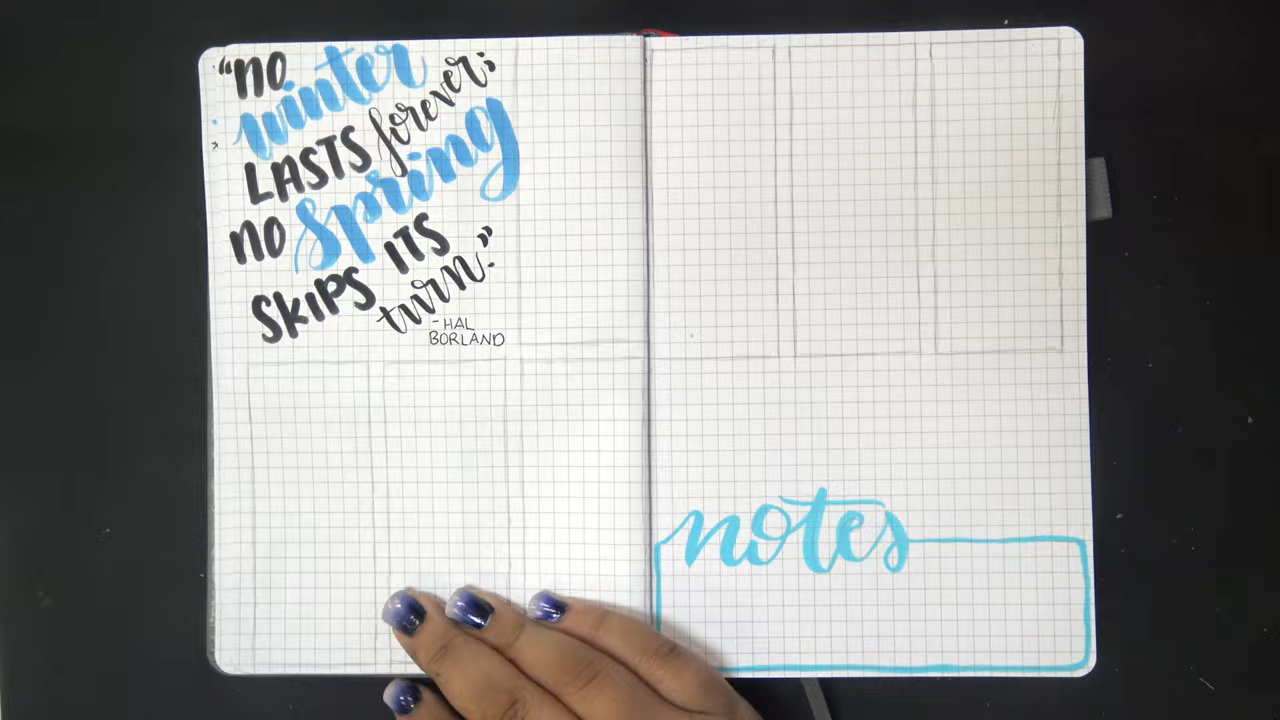 “no
winter
LASTS forever;
no spring
SKIPS ITS
turn.”
-HAL
BORLAND
notes